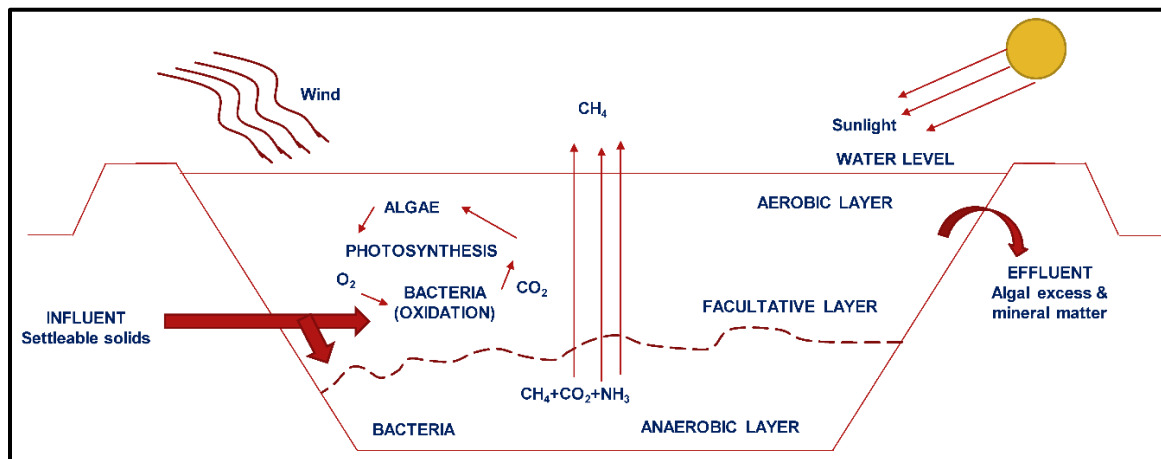 Wind
CH₄
Sunlight
WATER LEVEL
ALGAE
AEROBIC LAYER
PHOTOSYNTHESIS
O₂
CO₂
BACTERIA
(OXIDATION)
INFLUENT
Settleable solids
FACULTATIVE LAYER
EFFLUENT
Algal excess &
mineral matter
CH₄+CO₂+NH₃
BACTERIA
ANAEROBIC LAYER